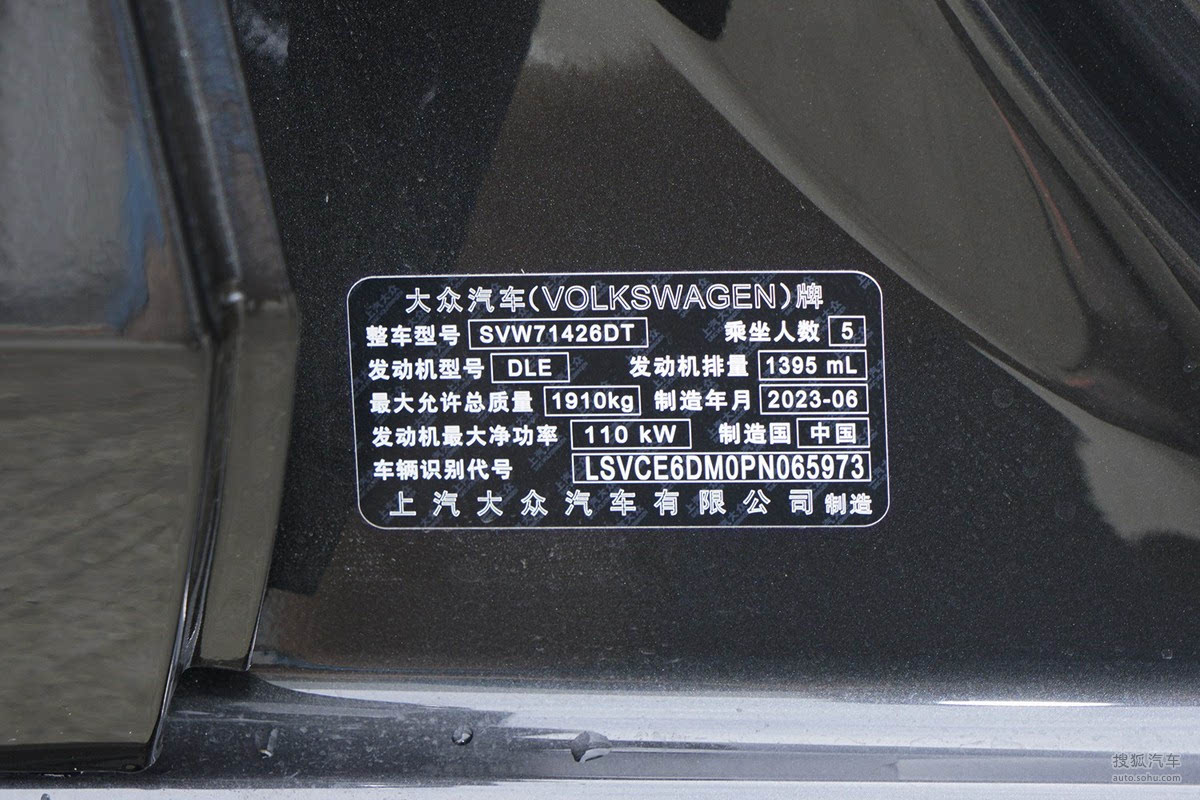 大众汽车(VOLKSWAGEN)牌
整车型号 SVW71426DT 乘坐人数 5
发动机型号 DLE 发动机排量 1395 mL
最大允许总质量 1910kg 制造年月 2023-06
发动机最大净功率 110 kW 制造国 中国
车辆识别代号 LSVCE6DM0PN065973
上汽大众汽车有限公司 制造
搜狐汽车
auto.sohu.com